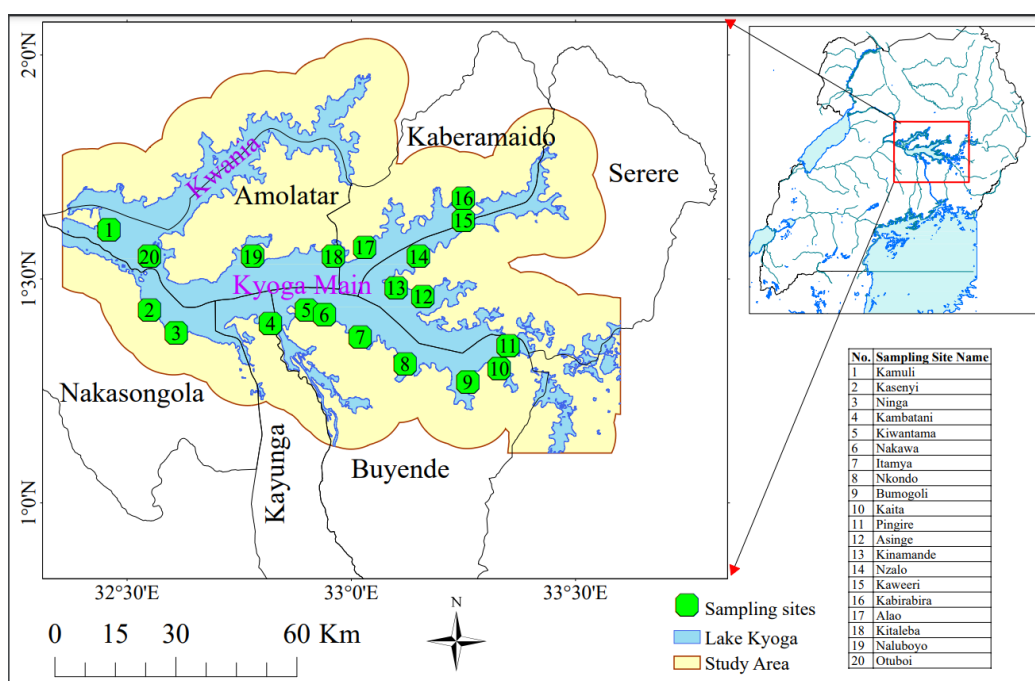 2°0'N
1°30'N
1°0'N
32°30'E
33°0'E
33°30'E
Kwania
Amolatar
Kaberamaido
Serere
Kyoga Main
Nakasongola
Kayunga
Buyende
1
20
2
3
19
18
17
16
15
14
13
12
5
6
4
7
8
11
10
9
0 15 30 60 Km
N
Sampling sites
Lake Kyoga
Study Area
No. Sampling Site Name
1 Kamuli
2 Kasenyi
3 Ninga
4 Kambatani
5 Kiwantama
6 Nakawa
7 Itamya
8 Nkondo
9 Bumogoli
10 Kaita
11 Pingire
12 Asinge
13 Kinamande
14 Nzalo
15 Kaweeri
16 Kabirabira
17 Alao
18 Kitaleba
19 Naluboyo
20 Otuboi